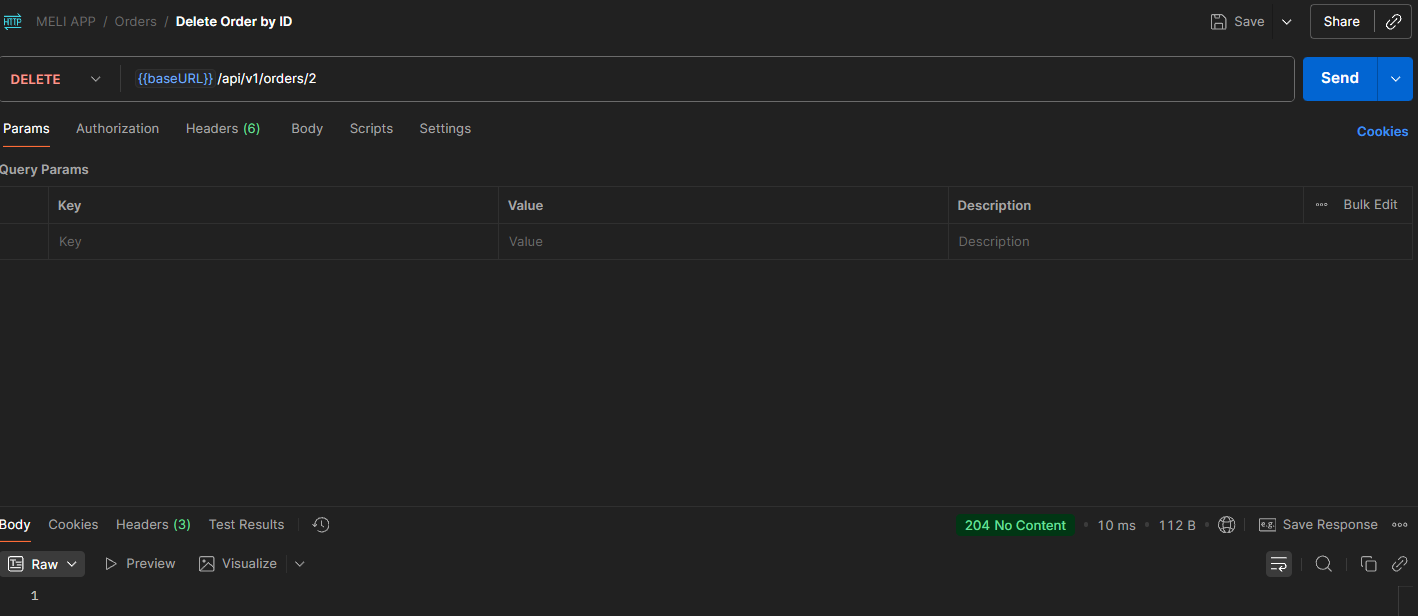 HTTP MELI APP / Orders / Delete Order by ID Save Share
DELETE {{baseURL}} /api/v1/orders/2 Send
Params Authorization Headers (6) Body Scripts Settings Cookies
Query Params
Key Value Description Bulk Edit
Key Value Description
Body Cookies Headers (3) Test Results 204 No Content • 10 ms • 112 B • e.g. Save Response
Raw Preview Visualize
1